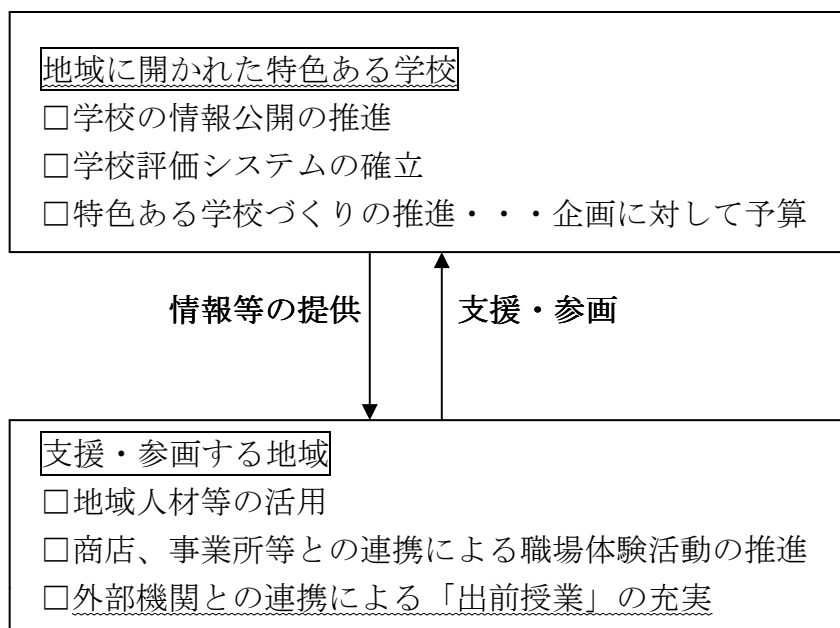 地域に開かれた特色ある学校
□学校の情報公開の推進
□学校評価システムの確立
□特色ある学校づくりの推進・・・企画に対して予算
情報等の提供
支援・参画
支援・参画する地域
□地域人材等の活用
□商店、事業所等との連携による職場体験活動の推進
□外部機関との連携による「出前授業」の充実